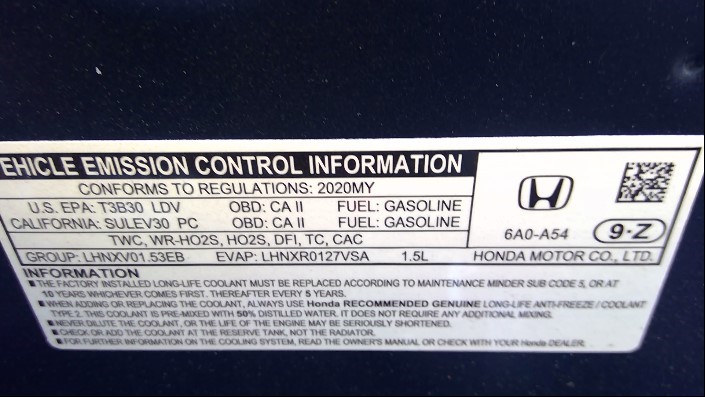 EHICLE EMISSION CONTROL INFORMATION
CONFORMS TO REGULATIONS: 2020MY
U.S. EPA: T3B30 LDV OBD: CA II FUEL: GASOLINE
CALIFORNIA: SULEV30 PC OBD: CA II FUEL: GASOLINE
TWC, WR-HO2S, HO2S, DFI, TC, CAC
GROUP: LHNXV01.53EB EVAP: LHNXR0127VSA 1.5L
6A0-A54 9·Z
HONDA MOTOR CO., LTD.
INFORMATION
■THE FACTORY INSTALLED LONG-LIFE COOLANT MUST BE REPLACED ACCORDING TO MAINTENANCE MINDER SUB CODE 5, OR AT
10 YEARS WHICHEVER COMES FIRST. THEREAFTER EVERY 5 YEARS.
■WHEN ADDING OR REPLACING THE COOLANT, ALWAYS USE Honda RECOMMENDED GENUINE LONG-LIFE ANTI-FREEZE / COOLANT
TYPE 2. THIS COOLANT IS PRE-MIXED WITH 50% DISTILLED WATER. IT DOES NOT REQUIRE ANY ADDITIONAL MIXING.
■NEVER DILUTE THE COOLANT, OR THE LIFE OF THE ENGINE MAY BE SERIOUSLY SHORTENED.
■CHECK OR ADD THE COOLANT AT THE RESERVE TANK, NOT THE RADIATOR.
■FOR FURTHER INFORMATION ON THE COOLING SYSTEM, READ THE OWNER'S MANUAL OR CHECK WITH YOUR Honda DEALER.